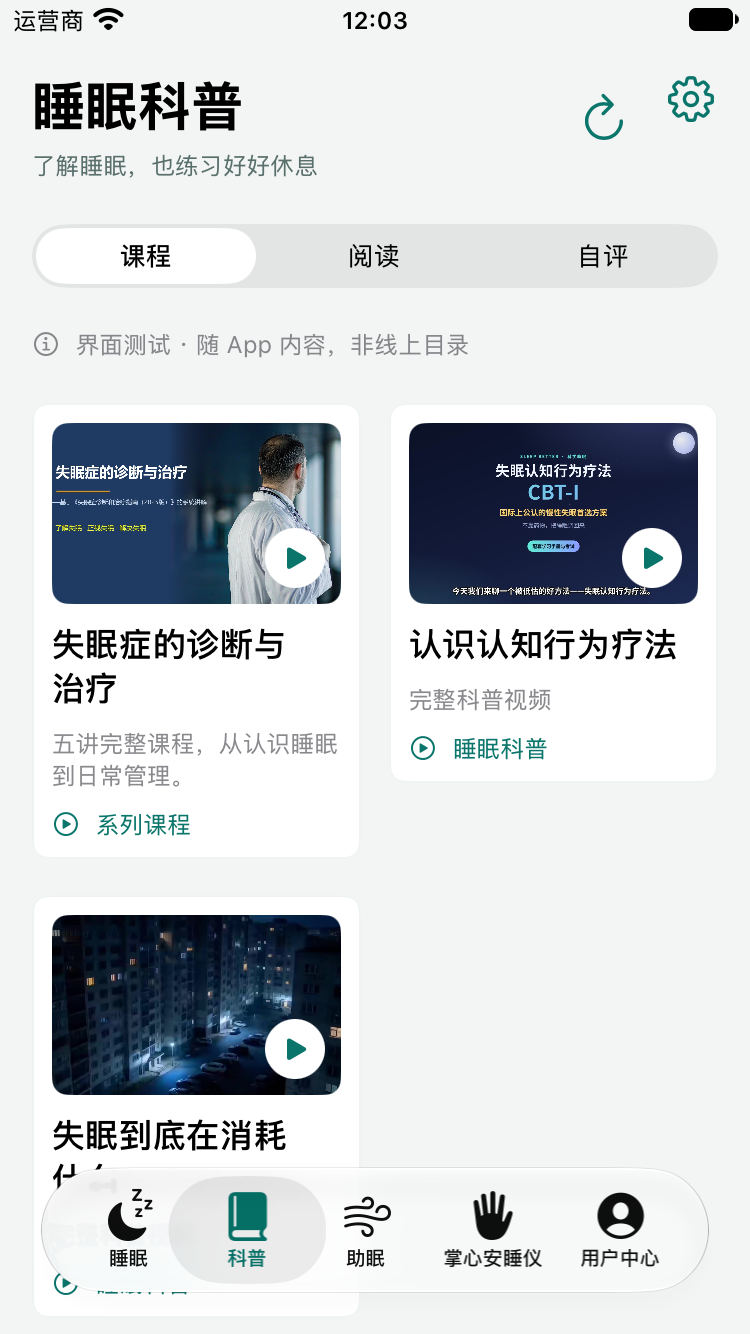 运营商
12:03
睡眠科普
了解睡眠，也练习好好休息
课程
阅读
自评
界面测试 · 随 App 内容，非线上目录
失眠症的诊断与治疗
失眠认知行为疗法
CBT-I
国际上公认的慢性失眠首选方案
今天我们来聊一个被低估的好方法——失眠认知行为疗法。
失眠症的诊断与
治疗
五讲完整课程，从认识睡眠
到日常管理。
系列课程
认识认知行为疗法
完整科普视频
睡眠科普
失眠到底在消耗
睡眠
科普
助眠
掌心安睡仪
用户中心